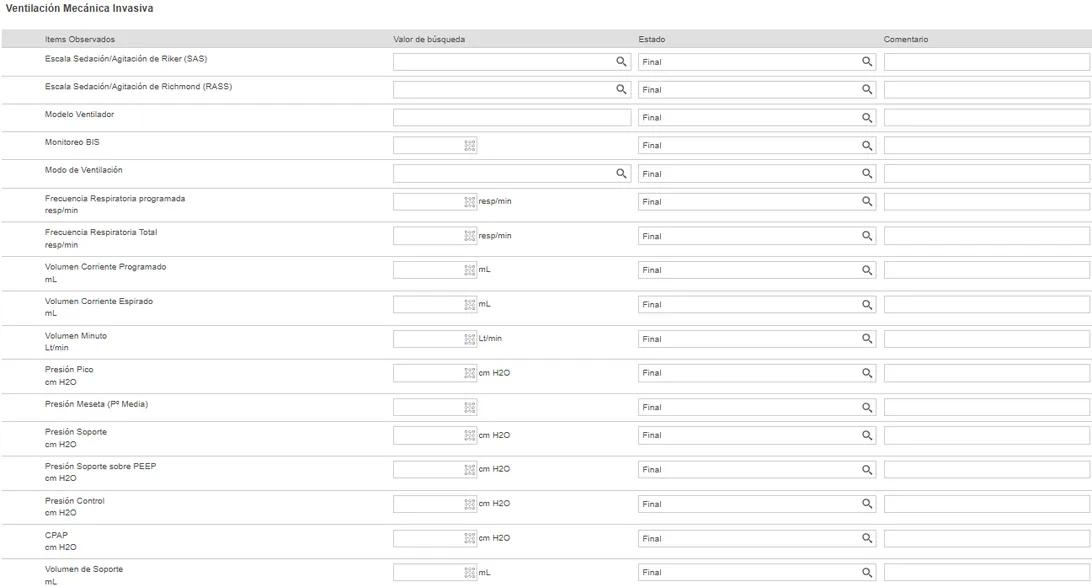 Ventilación Mecánica Invasiva
Items Observados Valor de búsqueda Estado Comentario
Escala Sedación/Agitación de Riker (SAS) Final
Escala Sedación/Agitación de Richmond (RASS) Final
Modelo Ventilador Final
Monitoreo BIS Final
Modo de Ventilación Final
Frecuencia Respiratoria programada resp/min Final
resp/min
Frecuencia Respiratoria Total resp/min Final
resp/min
Volumen Corriente Programado mL Final
mL
Volumen Corriente Espirado mL Final
mL
Volumen Minuto Lt/min Final
Lt/min
Presión Pico cm H2O Final
cm H2O
Presión Meseta (Pº Media) Final
Presión Soporte cm H2O Final
cm H2O
Presión Soporte sobre PEEP cm H2O Final
cm H2O
Presión Control cm H2O Final
cm H2O
CPAP cm H2O Final
cm H2O
Volumen de Soporte mL Final
mL